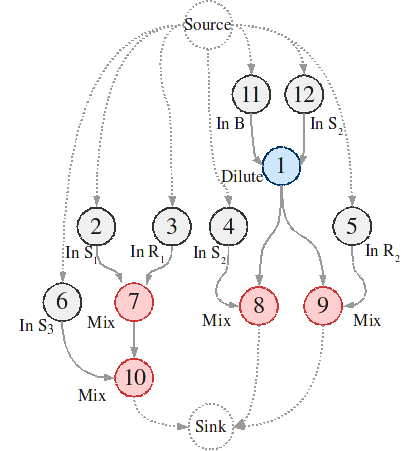 Source
11
12
In B
In S₂
Dilute
1
2
3
4
5
In S₁
In R₁
In S₂
In R₂
6
7
8
9
In S₃
Mix
Mix
Mix
10
Mix
Sink